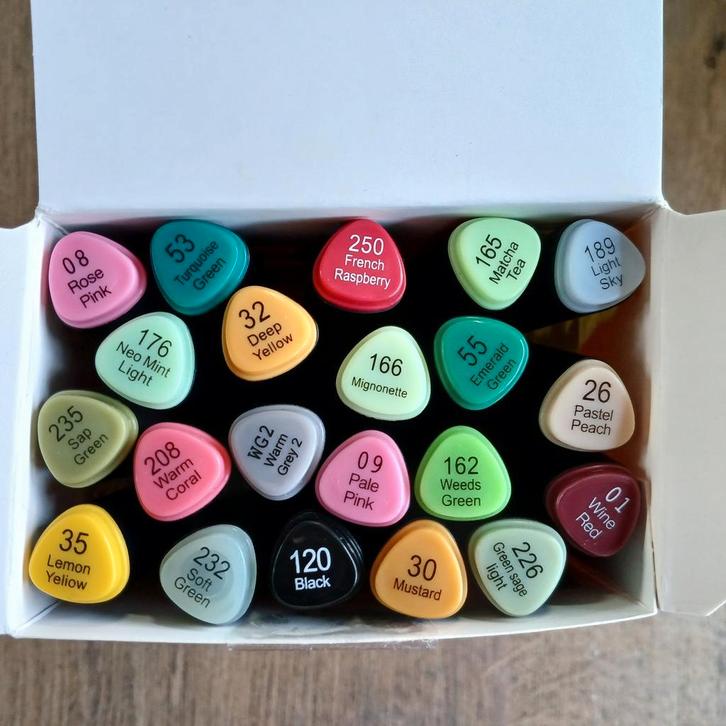 08
Rose
Pink
53
Turquoise
Green
250
French
Raspberry
165
Matcha
Tea
189
Light
Sky
176
Neo Mint
Light
32
Deep
Yellow
166
Mignonette
55
Emerald
Green
26
Pastel
Peach
235
Sap
Green
208
Warm
Coral
WG2
Warm
Grey 2
09
Pale
Pink
162
Weeds
Green
01
Wine
Red
35
Lemon
Yellow
232
Soft
Green
120
Black
30
Mustard
226
Green sage
light